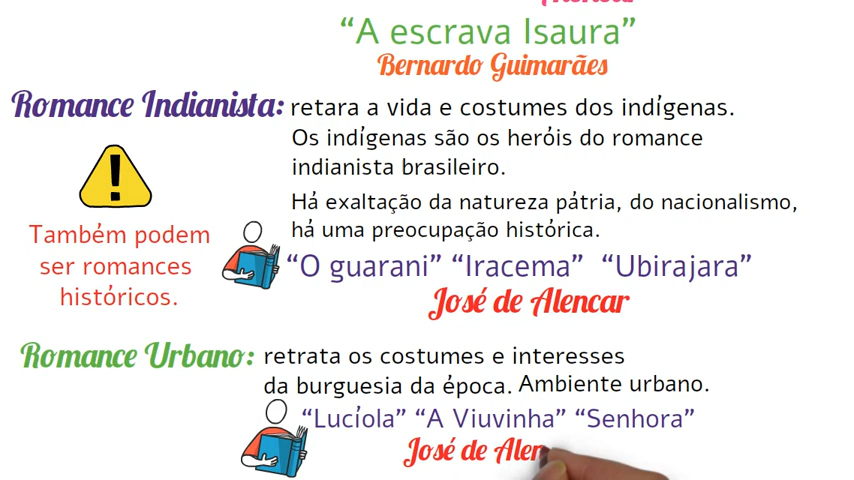 “A escrava Isaura”
Bernardo Guimarães
Romance Indianista: retara a vida e costumes dos indígenas.
Os indígenas são os heróis do romance
indianista brasileiro.
Há exaltação da natureza pátria, do nacionalismo,
há uma preocupação histórica.
!
Também podem
ser romances
históricos.
“O guarani” “Iracema” “Ubirajara”
José de Alencar
Romance Urbano: retrata os costumes e interesses
da burguesia da época. Ambiente urbano.
“Lucíola” “A Viuvinha” “Senhora”
José de Alen